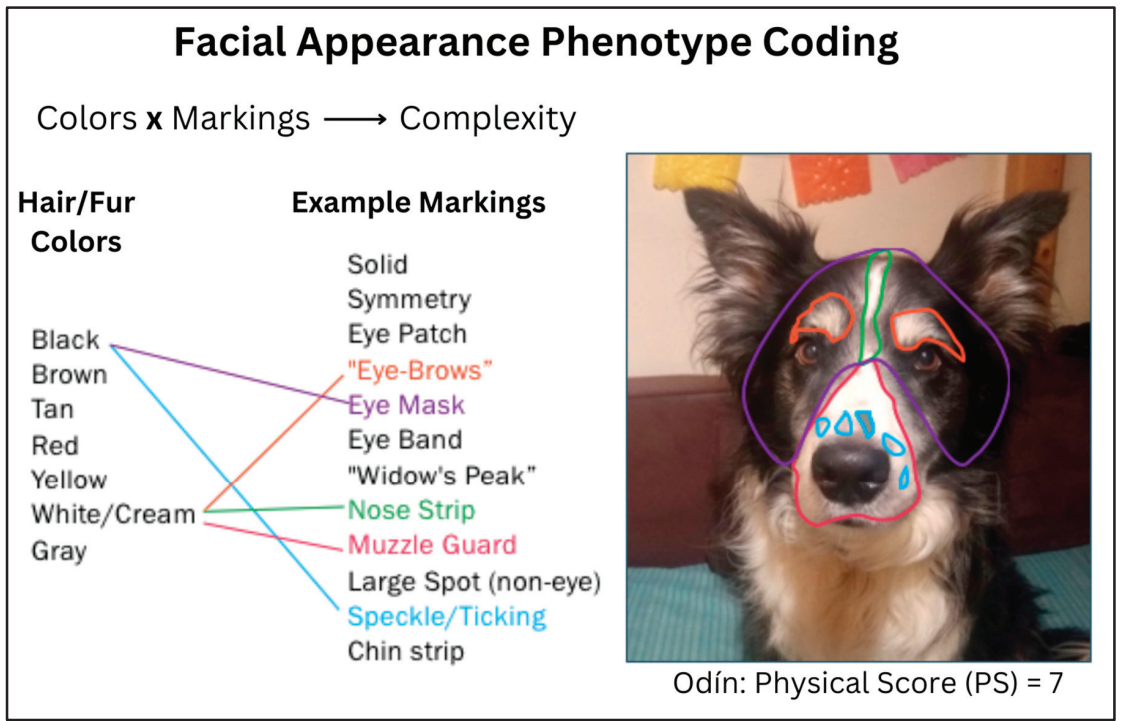 Facial Appearance Phenotype Coding
Colors x Markings ⟶ Complexity
Hair/Fur
Colors
Black
Brown
Tan
Red
Yellow
White/Cream
Gray
Example Markings
Solid
Symmetry
Eye Patch
"Eye-Brows”
Eye Mask
Eye Band
"Widow's Peak”
Nose Strip
Muzzle Guard
Large Spot (non-eye)
Speckle/Ticking
Chin strip
Odín: Physical Score (PS) = 7